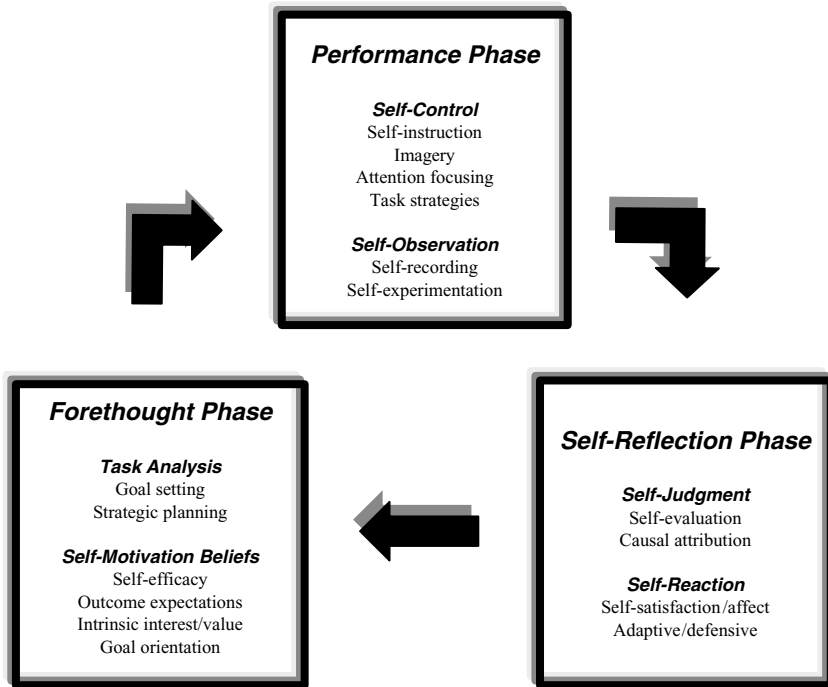 Performance Phase
Self-Control
Self-instruction
Imagery
Attention focusing
Task strategies
Self-Observation
Self-recording
Self-experimentation
Forethought Phase
Task Analysis
Goal setting
Strategic planning
Self-Motivation Beliefs
Self-efficacy
Outcome expectations
Intrinsic interest/value
Goal orientation
Self-Reflection Phase
Self-Judgment
Self-evaluation
Causal attribution
Self-Reaction
Self-satisfaction/affect
Adaptive/defensive